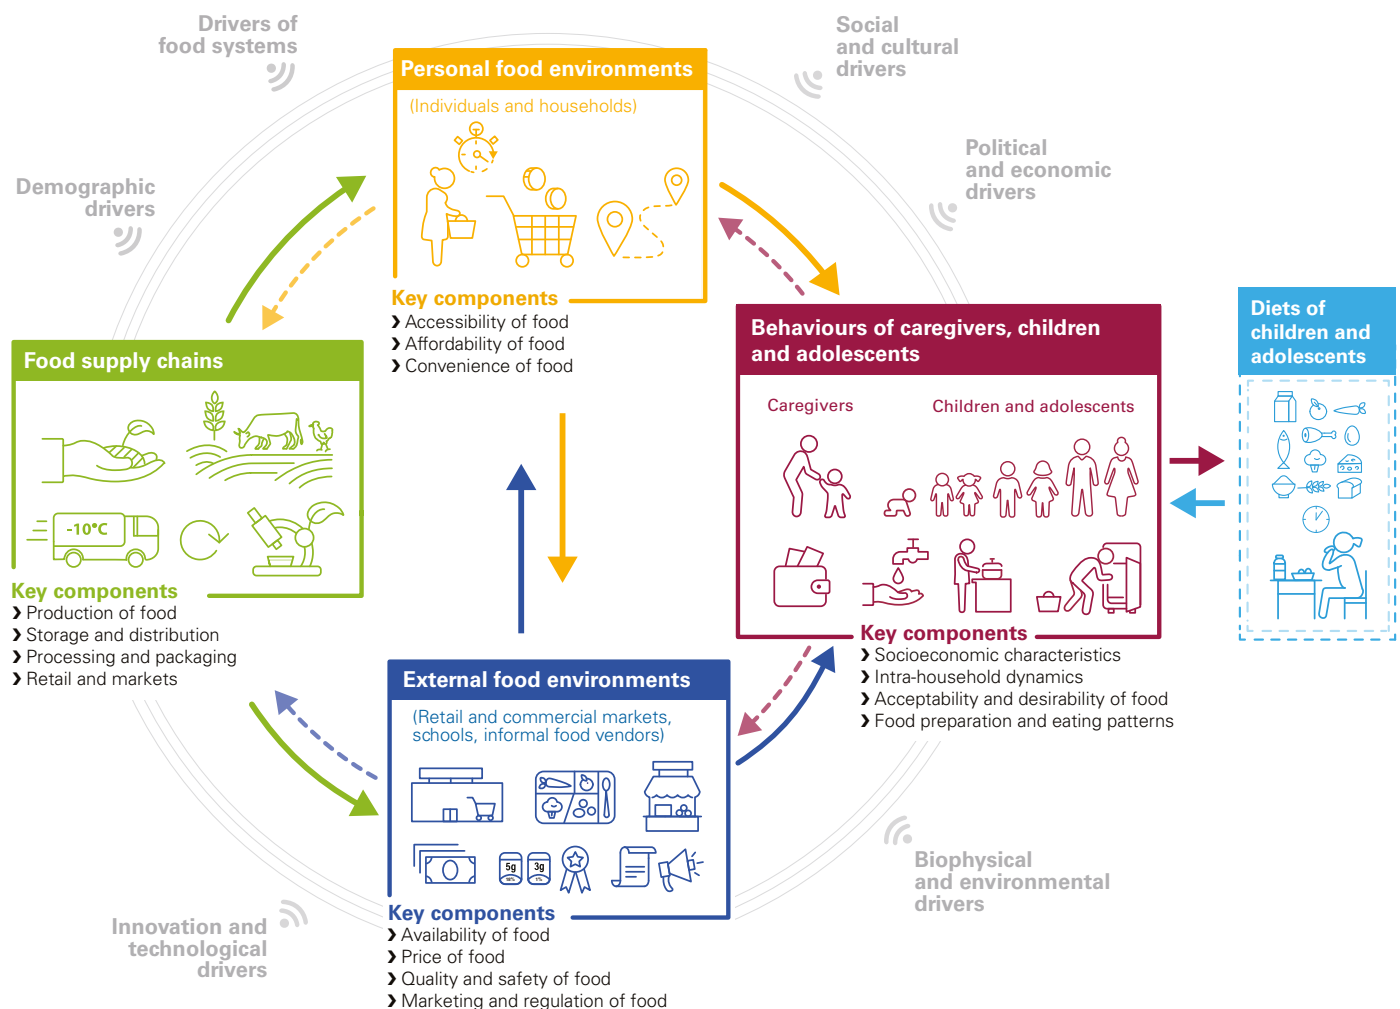 Drivers of
food systems
Social
and cultural
drivers
Personal food environments
(Individuals and households)
Political
and economic
drivers
Demographic
drivers
Key components
❯ Accessibility of food
❯ Affordability of food
❯ Convenience of food
Behaviours of caregivers, children
and adolescents
Caregivers
Children and adolescents
Diets of
children and
adolescents
Food supply chains
-10°C
Key components
❯ Production of food
❯ Storage and distribution
❯ Processing and packaging
❯ Retail and markets
Key components
❯ Socioeconomic characteristics
❯ Intra-household dynamics
❯ Acceptability and desirability of food
❯ Food preparation and eating patterns
External food environments
(Retail and commercial markets,
schools, informal food vendors)
5g
3g
1%
Key components
❯ Availability of food
❯ Price of food
❯ Quality and safety of food
❯ Marketing and regulation of food
Biophysical
and environmental
drivers
Innovation and
technological
drivers